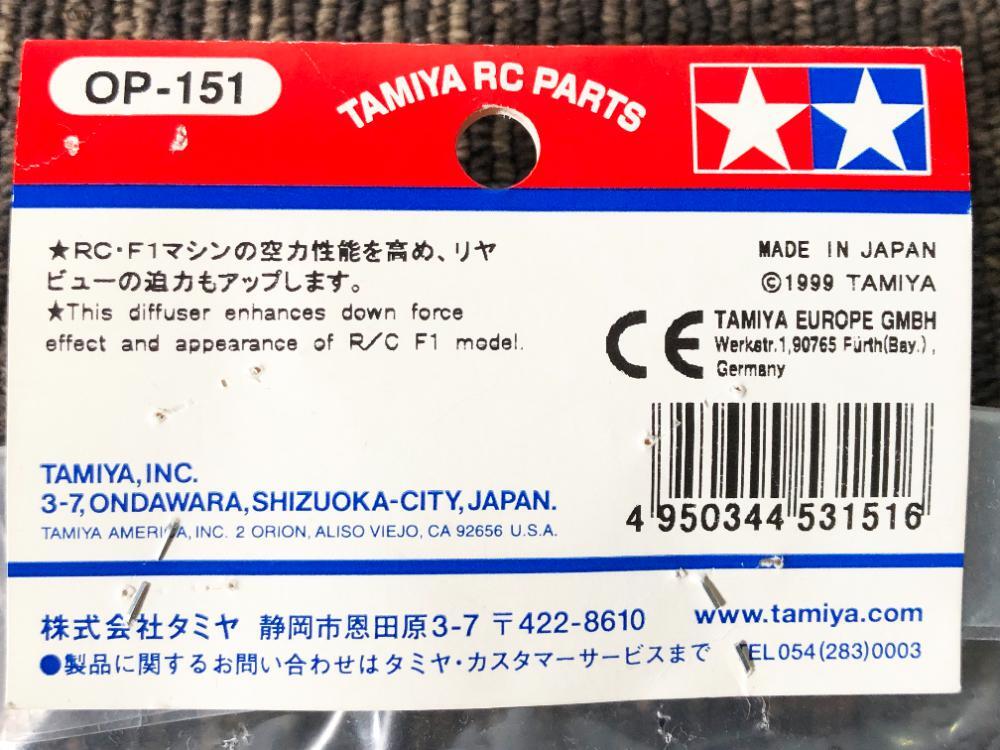 OP-151
TAMIYA RC PARTS
★RC・F1マシンの空力性能を高め、リヤ
ビューの迫力もアップします。
★This diffuser enhances down force
effect and appearance of R/C F1 model.
MADE IN JAPAN
©1999 TAMIYA
CE
TAMIYA EUROPE GMBH
Werkstr.1,90765 Fürth(Bay.),
Germany
4 950344 531516
TAMIYA,INC.
3-7, ONDAWARA, SHIZUOKA-CITY, JAPAN.
TAMIYA AMERICA, INC. 2 ORION, ALISO VIEJO, CA 92656 U.S.A.
株式会社タミヤ 静岡市恩田原3-7 〒422-8610
www.tamiya.com
●製品に関するお問い合わせはタミヤ・カスタマーサービスまで TEL054(283)0003